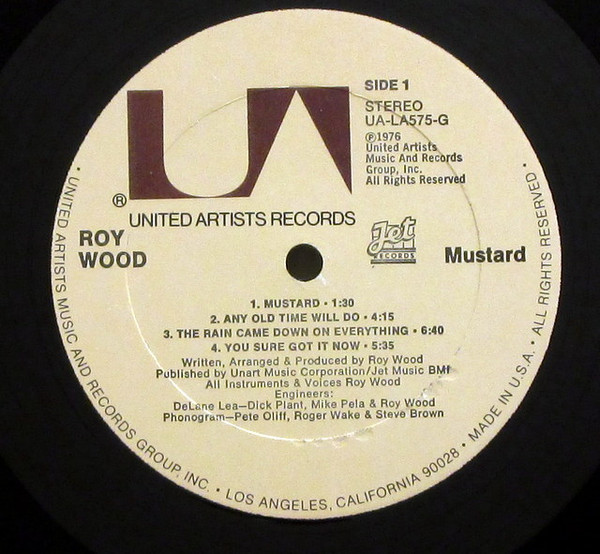 UA
®
UNITED ARTISTS RECORDS
SIDE 1
STEREO
UA-LA575-G
℗1976
United Artists
Music And Records
Group, Inc.
All Rights Reserved
ROY
WOOD
Jet
RECORDS
Mustard
1. MUSTARD • 1:30
2. ANY OLD TIME WILL DO • 4:15
3. THE RAIN CAME DOWN ON EVERYTHING • 6:40
4. YOU SURE GOT IT NOW • 5:35
Written, Arranged & Produced by Roy Wood
Published by Unart Music Corporation/Jet Music BMI
All Instruments & Voices Roy Wood
Engineers:
DeLane Lea—Dick Plant, Mike Pela & Roy Wood
Phonogram—Pete Oliff, Roger Wake & Steve Brown
• UNITED ARTISTS MUSIC AND RECORDS GROUP, INC. • LOS ANGELES, CALIFORNIA 90028 • MADE IN U.S.A. • ALL RIGHTS RESERVED •